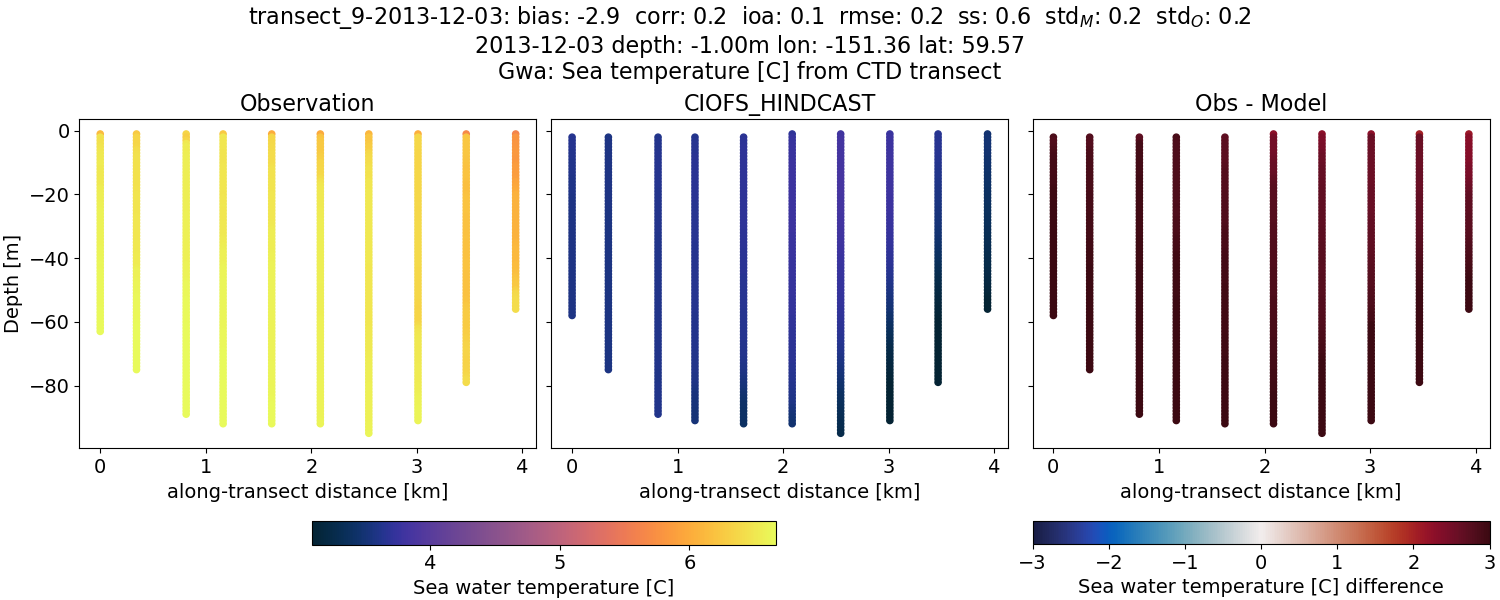 transect_9-2013-12-03: bias: -2.9  corr: 0.2  ioa: 0.1  rmse: 0.2  ss: 0.6  std_M: 0.2  std_O: 0.2
2013-12-03 depth: -1.00m lon: -151.36 lat: 59.57
Gwa: Sea temperature [C] from CTD transect
Observation
CIOFS_HINDCAST
Obs - Model
Depth [m]
0
−20
−40
−60
−80
0 1 2 3 4
0 1 2 3 4
0 1 2 3 4
along-transect distance [km]
along-transect distance [km]
along-transect distance [km]
4 5 6
Sea water temperature [C]
−3 −2 −1 0 1 2 3
Sea water temperature [C] difference